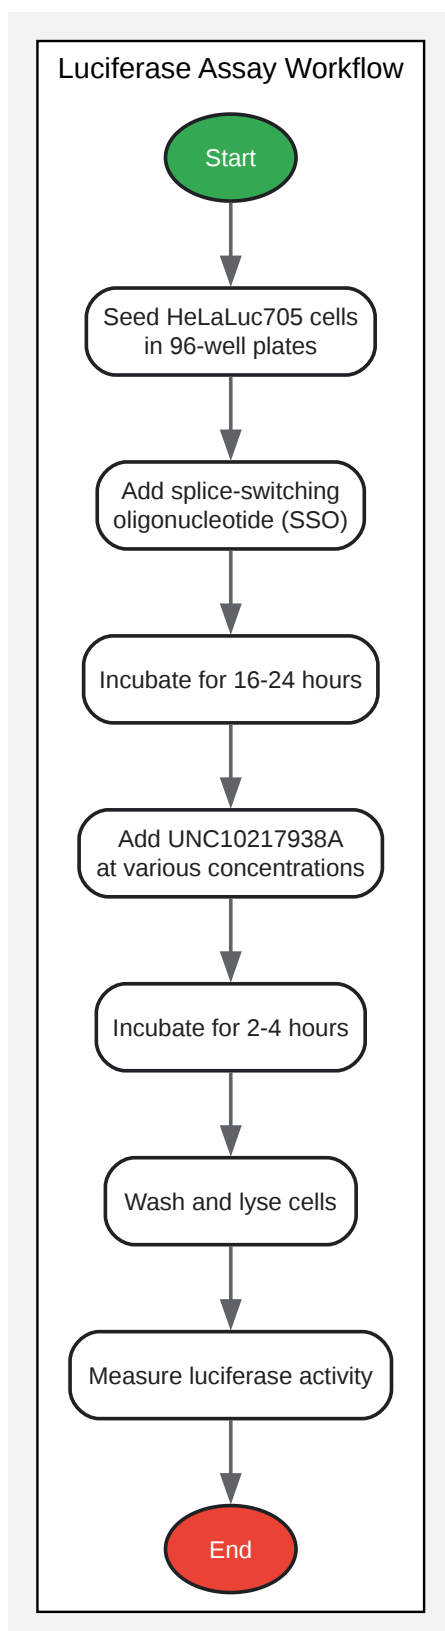 Luciferase Assay Workflow
Start
Seed HeLaLuc705 cells
in 96-well plates
Add splice-switching
oligonucleotide (SSO)
Incubate for 16-24 hours
Add UNC10217938A
at various concentrations
Incubate for 2-4 hours
Wash and lyse cells
Measure luciferase activity
End